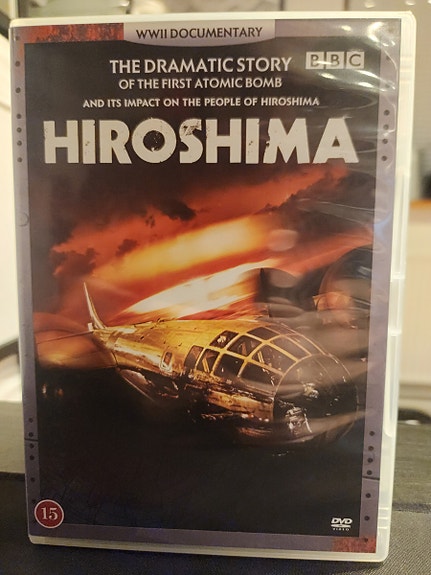 WWII DOCUMENTARY
THE DRAMATIC STORY
BBC
OF THE FIRST ATOMIC BOMB
AND ITS IMPACT ON THE PEOPLE OF HIROSHIMA
HIROSHIMA
15
DVD
VIDEO